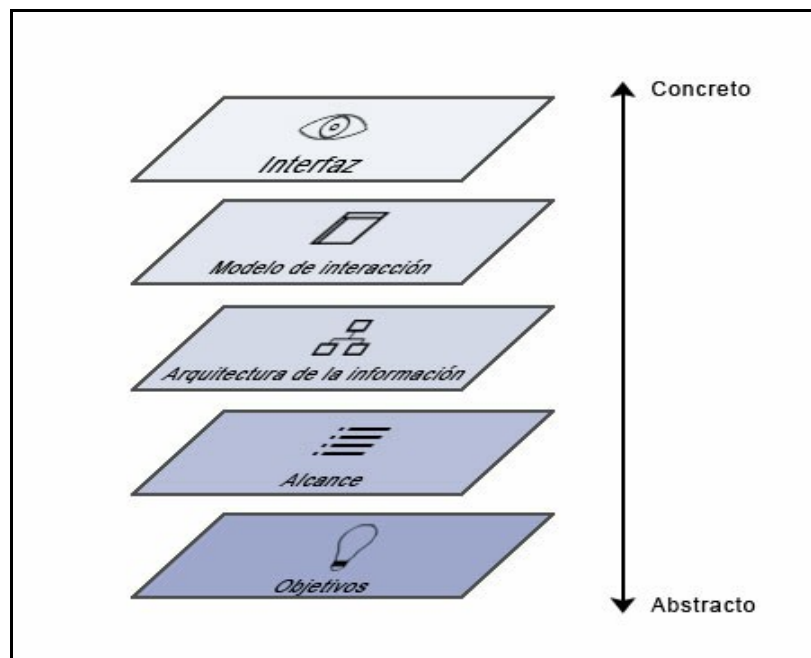 Concreto
Interfaz
Modelo de interacción
Arquitectura de la información
Alcance
Objetivos
Abstracto